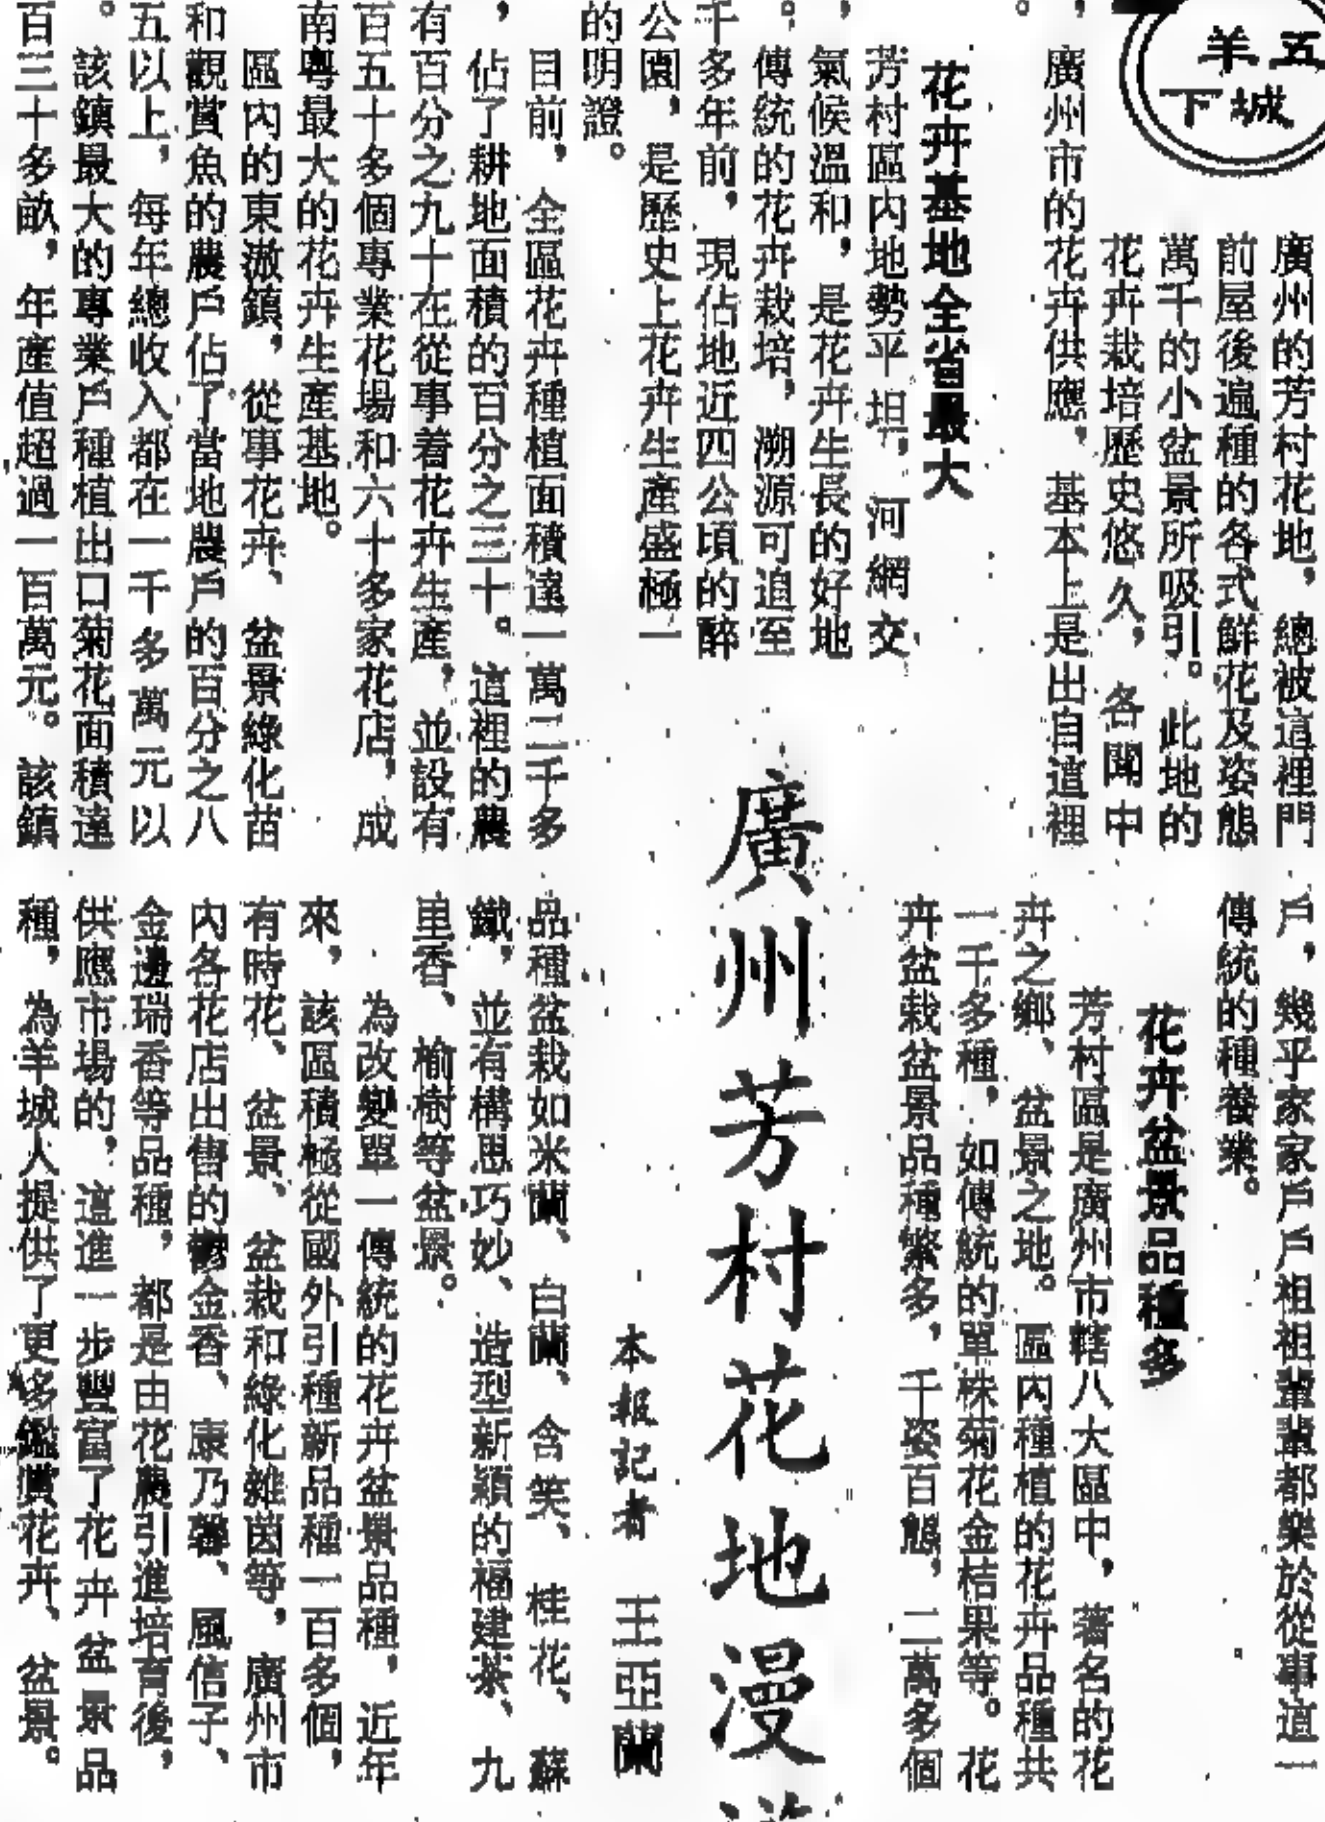 五羊
城下
廣州的芳村花地，總被這裡門
前屋後遍種的各式鮮花及姿態
萬千的小盆景所吸引。此地的
花卉栽培歷史悠久，各聞中
，廣州市的花卉供應，基本上是出自這裡
。
花卉基地全省最大
芳村區內地勢平坦，河網交
，氣候溫和，是花卉生長的好地
。傳統的花卉栽培，溯源可追至
千多年前，現佔地近四公頃的醉
公園，是歷史上花卉生產盛極一
的明證。
目前，全區花卉種植面積達一萬二千多
，佔了耕地面積的百分之三十。這裡的農
有百分之九十在從事着花卉生產，並設有
百五十多個專業花場和六十多家花店，成
南粵最大的花卉生產基地。
區內的東漖鎮，從事花卉、盆景綠化苗
和觀賞魚的農戶佔了當地農戶的百分之八
五以上，每年總收入都在一千多萬元以
。該鎮最大的專業戶種植出口菊花面積達
百三十多畝，年產值超過一百萬元。該鎮
戶，幾乎家家戶戶祖祖輩輩都樂於從事這一
傳統的種養業。
花卉盆景品種多
芳村區是廣州市轄八大區中，著名的花
卉之鄉、盆景之地。區內種植的花卉品種共
一千多種，如傳統的單株菊花金桔果等。花
卉盆栽盆景品種繁多，千姿百態，二萬多個
廣州芳村花地漫
本報記者 王亞蘭
品種盆栽如米蘭、白蘭、含笑、桂花、蘇
鐵，並有構思巧妙、造型新穎的福建茶、九
里香、榆樹等盆景。
為改變單一傳統的花卉盆景品種，近年
來，該區積極從國外引種新品種一百多個，
有時花、盆景、盆栽和綠化雜茵等，廣州市
內各花店出售的鬱金香、康乃馨、風信子、
金邊瑞香等品種，都是由花農引進培育後，
供應市場的，這進一步豐富了花卉盆景品
種，為羊城人提供了更多鑑賞花卉、盆景。